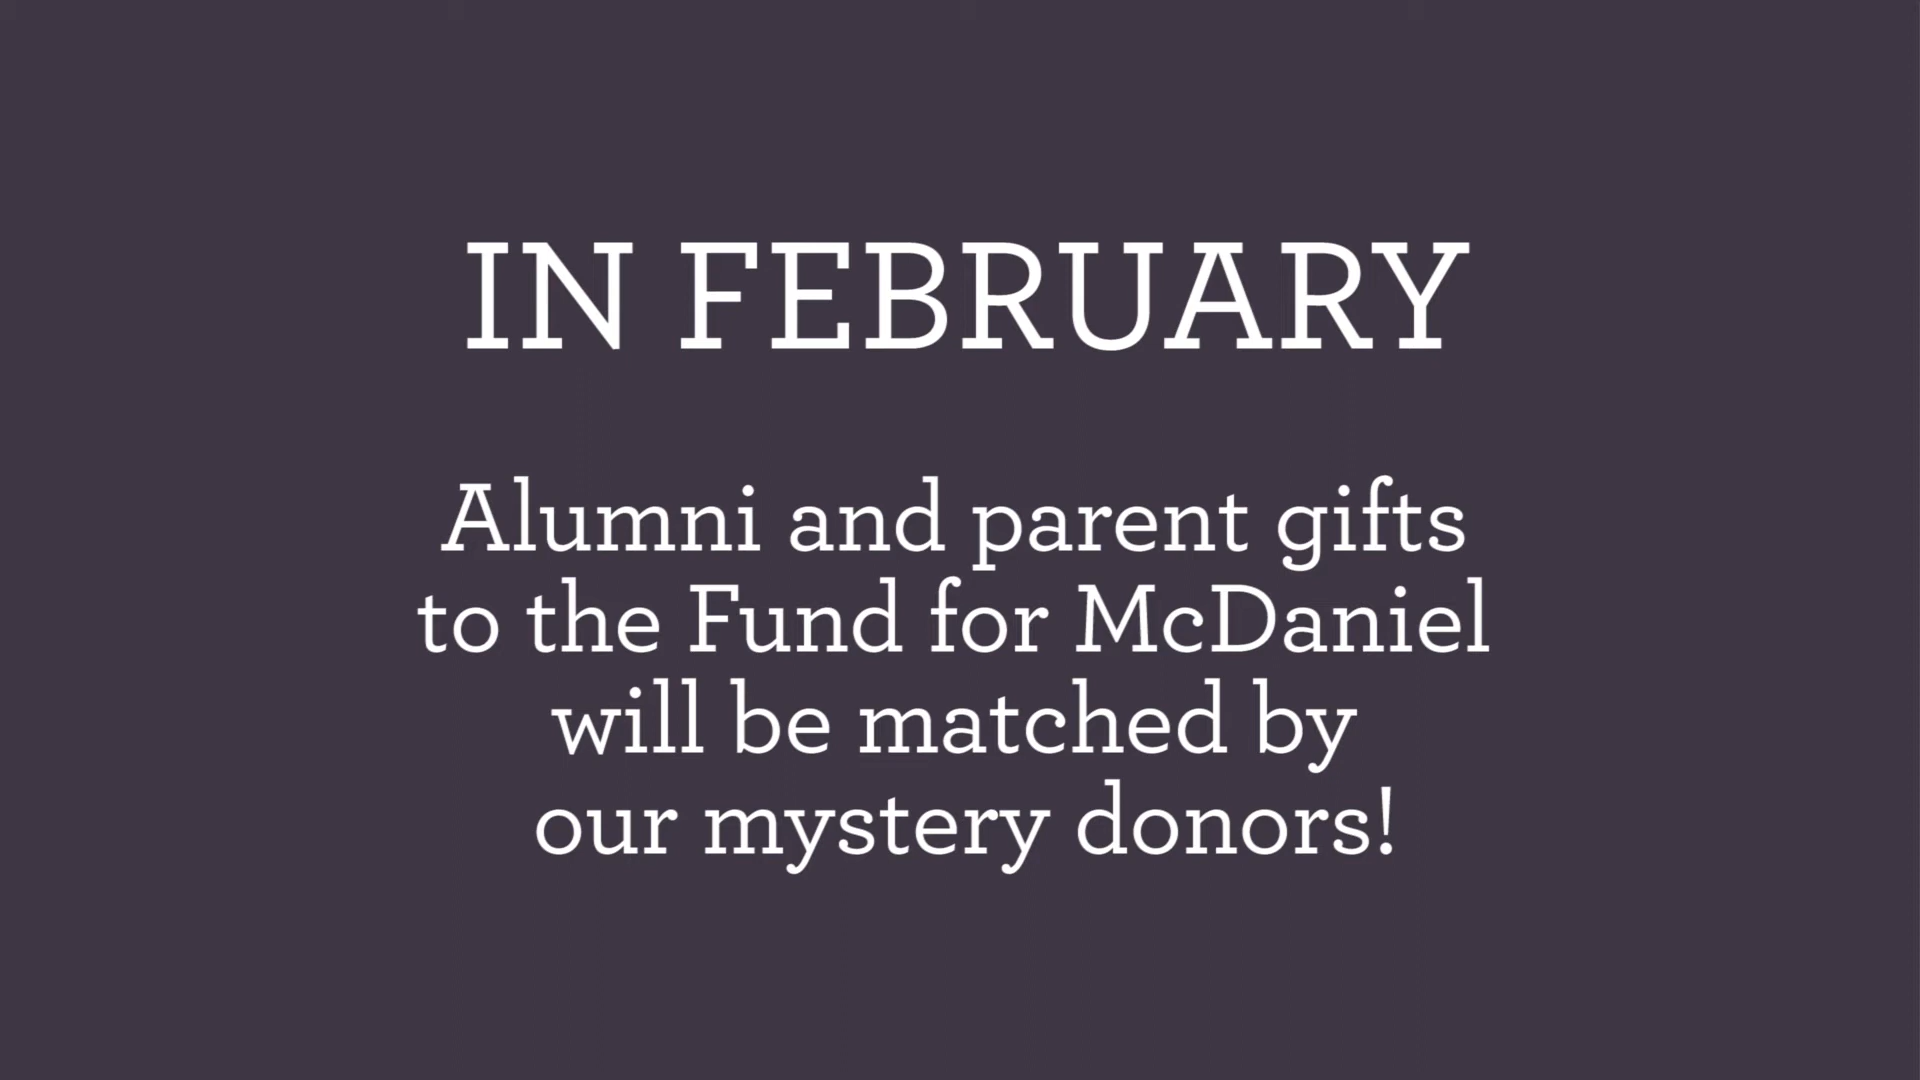 IN FEBRUARY
Alumni and parent gifts
to the Fund for McDaniel
will be matched by
our mystery donors!